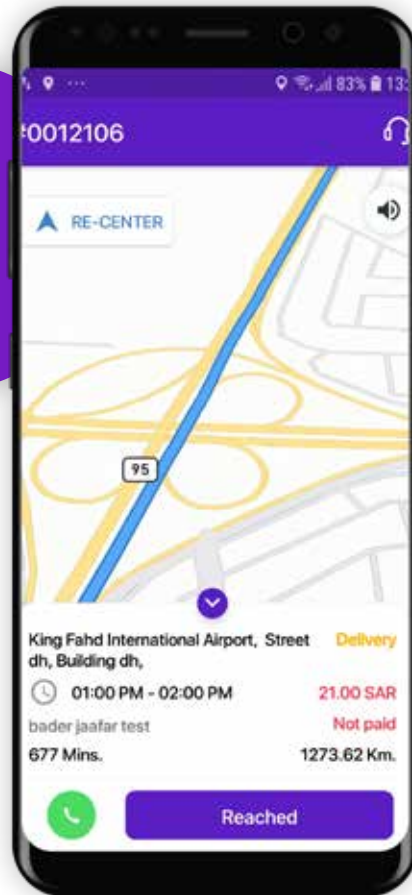 83% 13:
#0012106
RE-CENTER
95
King Fahd International Airport, Street Delivery
dh, Building dh,
01:00 PM - 02:00 PM 21.00 SAR
bader jaafar test Not paid
677 Mins. 1273.62 Km.
Reached